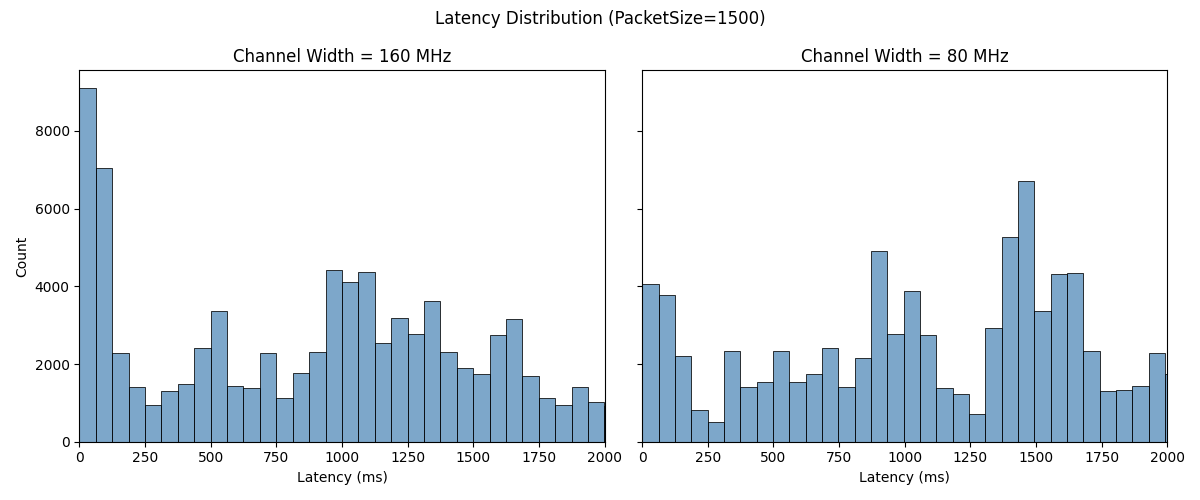 Latency Distribution (PacketSize=1500)
Channel Width = 160 MHz
Count
8000
6000
4000
2000
0
0 250 500 750 1000 1250 1500 1750 2000
Latency (ms)
Channel Width = 80 MHz
0 250 500 750 1000 1250 1500 1750 2000
Latency (ms)